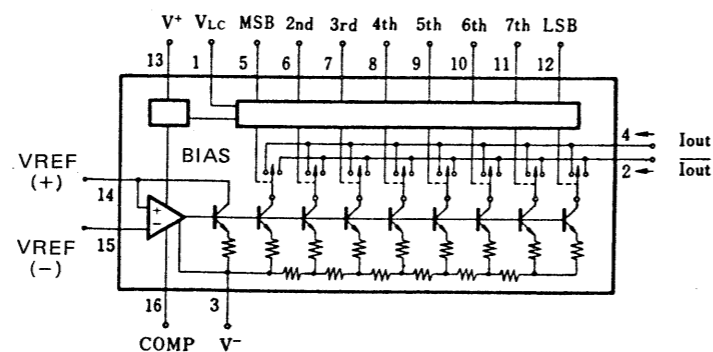 V+ VLC MSB 2nd 3rd 4th 5th 6th 7th LSB
13 1 5 6 7 8 9 10 11 12
4 Iout
BIAS
VREF
(+)
14
2 Iout
+
−
VREF
(−)
15
16 3
COMP V−